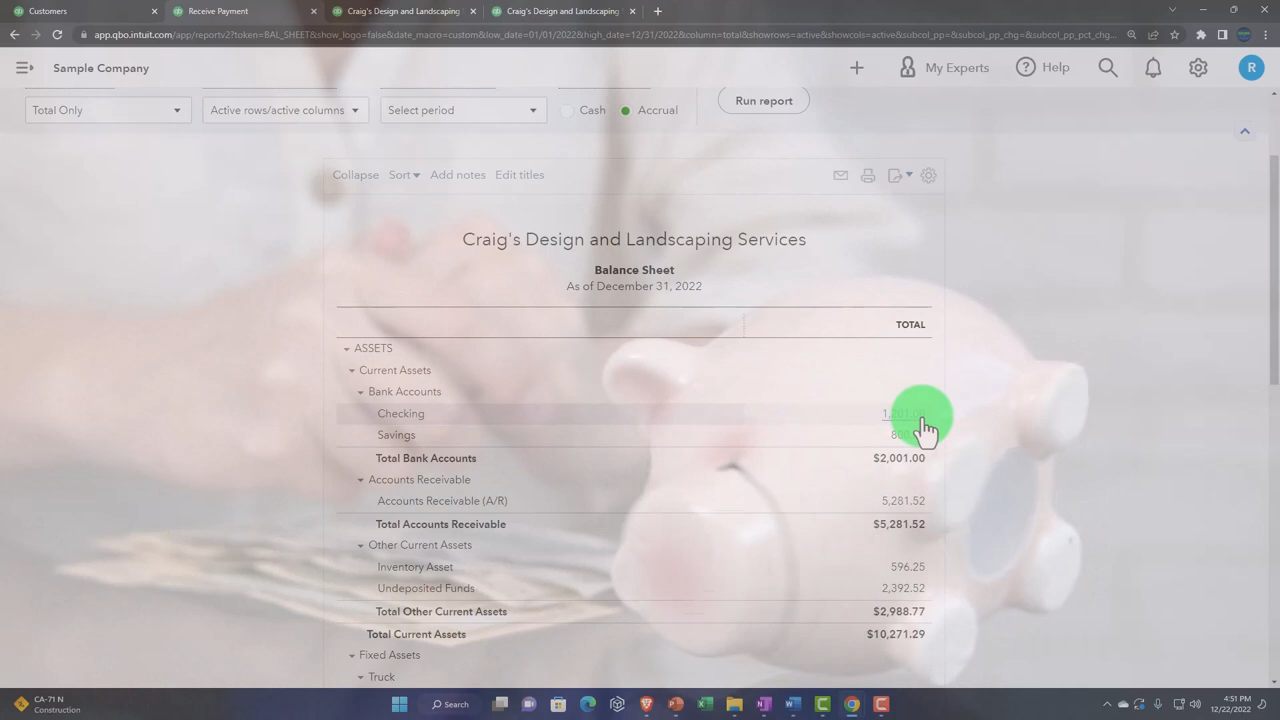 Customers
Receive Payment
Craig's Design and Landscaping
Craig's Design and Landscaping
app.qbo.intuit.com/app/reportv2?token=BAL_SHEET&show_logo=false&date_macro=custom&low_date=01/01/2022&high_date=12/31/2022&column=total&showrows=active&showcols=active&subcol_pp=&subcol_pp_chg=&subcol_pp_pct_chg...
Sample Company
My Experts
Help
R
Total Only
Active rows/active columns
Select period
Cash
Accrual
Run report
Collapse Sort Add notes Edit titles
Craig's Design and Landscaping Services
Balance Sheet
As of December 31, 2022
TOTAL
ASSETS
Current Assets
Bank Accounts
Checking 1,201.00
Savings
Total Bank Accounts $2,001.00
Accounts Receivable
Accounts Receivable (A/R) 5,281.52
Total Accounts Receivable $5,281.52
Other Current Assets
Inventory Asset 596.25
Undeposited Funds 2,392.52
Total Other Current Assets $2,988.77
Total Current Assets $10,271.29
Fixed Assets
Truck
CA-71 N
Construction
Search
4:51 PM
12/22/2022